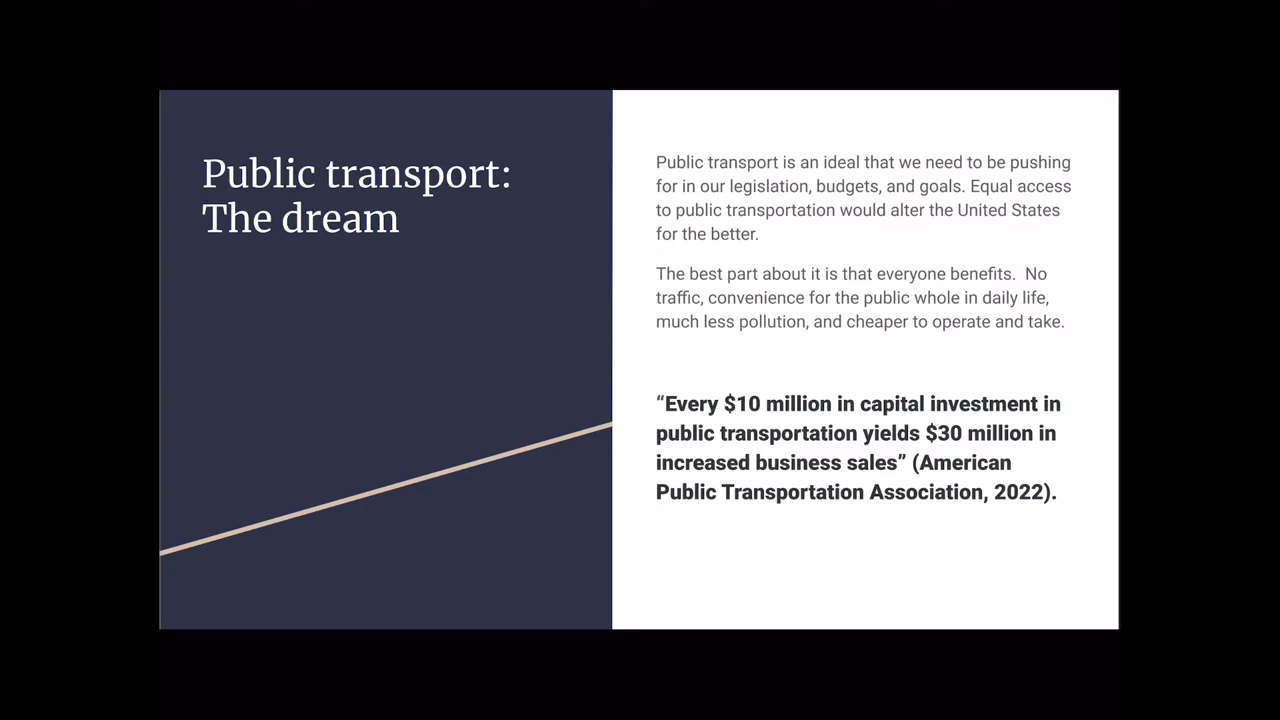 Public transport:
The dream
Public transport is an ideal that we need to be pushing
for in our legislation, budgets, and goals. Equal access
to public transportation would alter the United States
for the better.
The best part about it is that everyone benefits.  No
traffic, convenience for the public whole in daily life,
much less pollution, and cheaper to operate and take.
“Every $10 million in capital investment in
public transportation yields $30 million in
increased business sales” (American
Public Transportation Association, 2022).